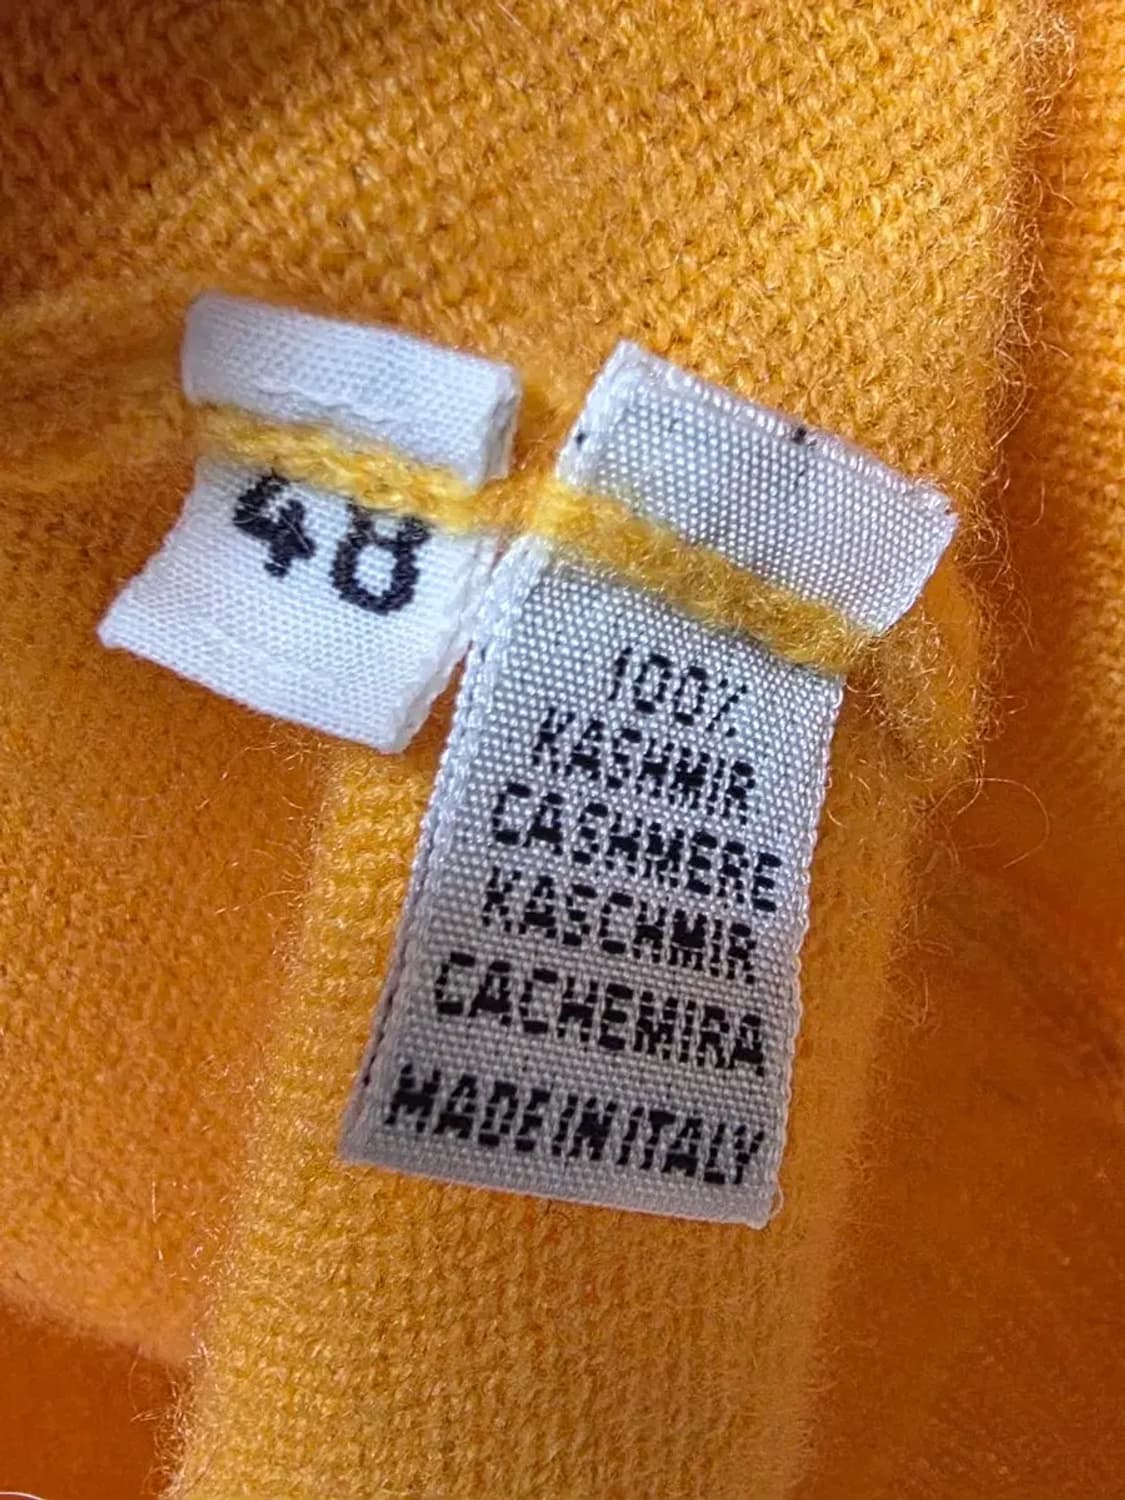 48
100%
KASHMIR
CASHMERE
KASCHMIR
CACHEMIRA
MADE IN ITALY